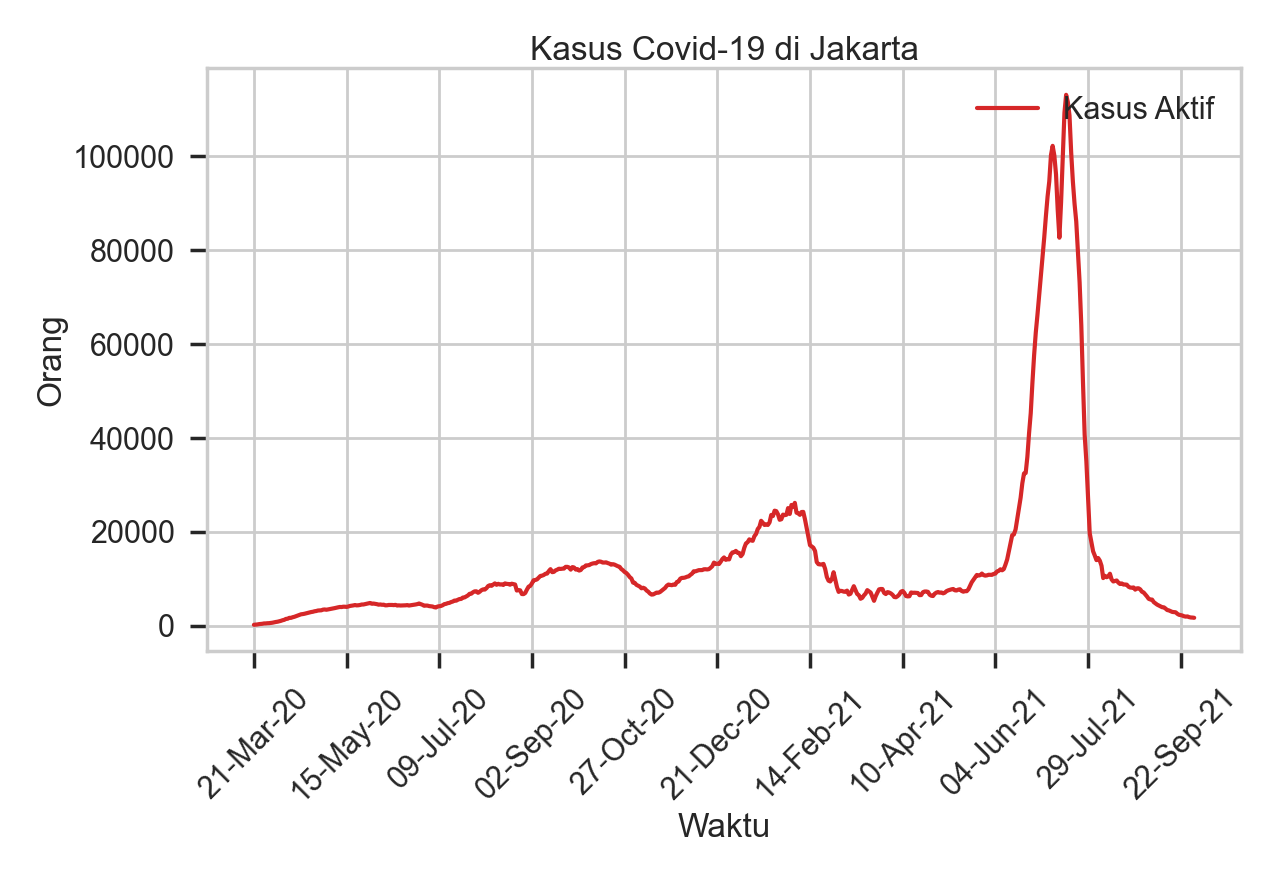 Kasus Covid-19 di Jakarta
Kasus Aktif
Orang
100000
80000
60000
40000
20000
0
21-Mar-20
15-May-20
09-Jul-20
02-Sep-20
27-Oct-20
21-Dec-20
14-Feb-21
10-Apr-21
04-Jun-21
29-Jul-21
22-Sep-21
Waktu